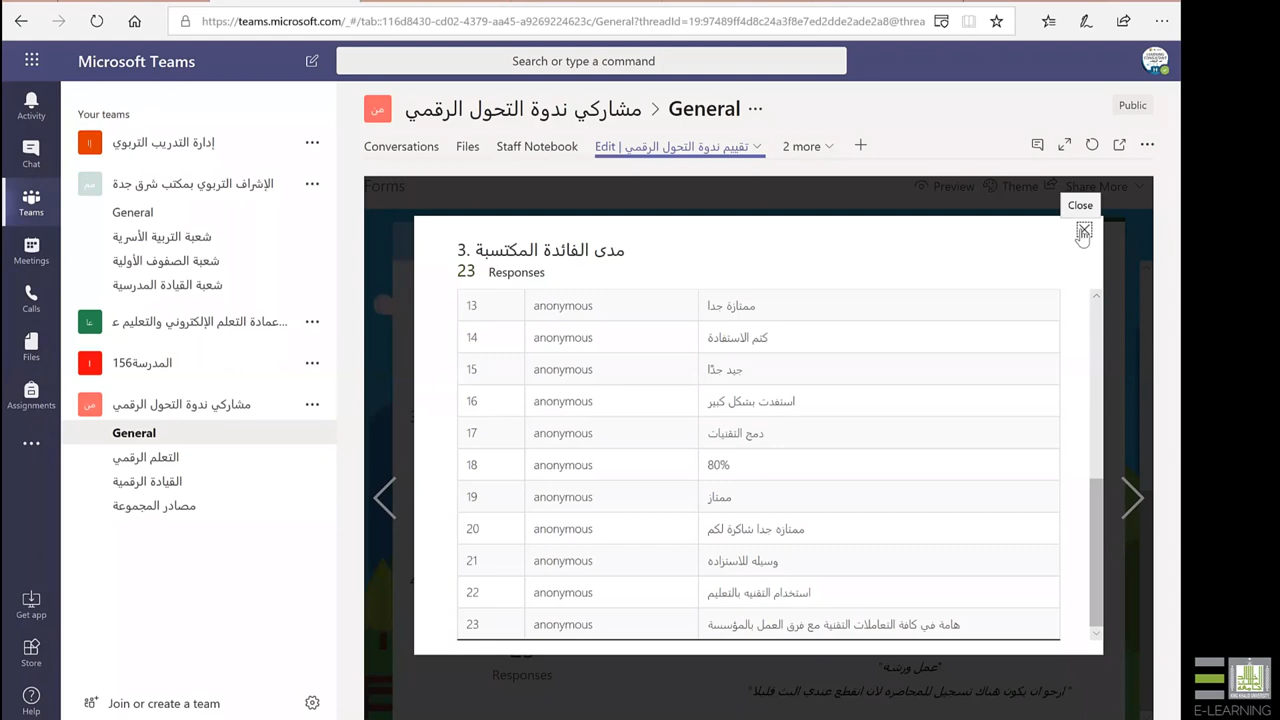 https://teams.microsoft.com/_#/tab::116d8430-cd02-4379-aa45-a9269224623c/General?threadId=19:97489ff4d8c24a3f8e7ed2dde2ade2a8@threa
Microsoft Teams
Search or type a command
Activity
Chat
Teams
Meetings
Calls
Files
Assignments
Get app
Store
Help
Your teams
إدارة التدريب التربوي
الإشراف التربوي بمكتب شرق جدة
General
شعبة التربية الأسرية
شعبة الصفوف الأولية
شعبة القيادة المدرسية
عمادة التعلم الإلكتروني والتعليم ع...
المدرسة156
مشاركي ندوة التحول الرقمي
General
التعلم الرقمي
القيادة الرقمية
مصادر المجموعة
Join or create a team
من مشاركي ندوة التحول الرقمي > General ...
Public
Conversations Files Staff Notebook Edit | تقييم ندوة التحول الرقمي 2 more
Forms Preview Theme Share More
Close
3. مدى الفائدة المكتسبة
23 Responses
13 anonymous ممتازة جدا
14 anonymous كتم الاستفادة
15 anonymous جيد جدًا
16 anonymous استفدت بشكل كبير
17 anonymous دمج التقنيات
18 anonymous 80%
19 anonymous ممتاز
20 anonymous ممتازه جدا شاكرة لكم
21 anonymous وسيله للاستزاده
22 anonymous استخدام التقنيه بالتعليم
23 anonymous هامة في كافة التعاملات التقنية مع فرق العمل بالمؤسسة
Responses
"عمل ورشة"
"ارجو ان يكون هناك تسجيل للمحاضره لان انقطع عندي البث قليلا"
E-LEARNING